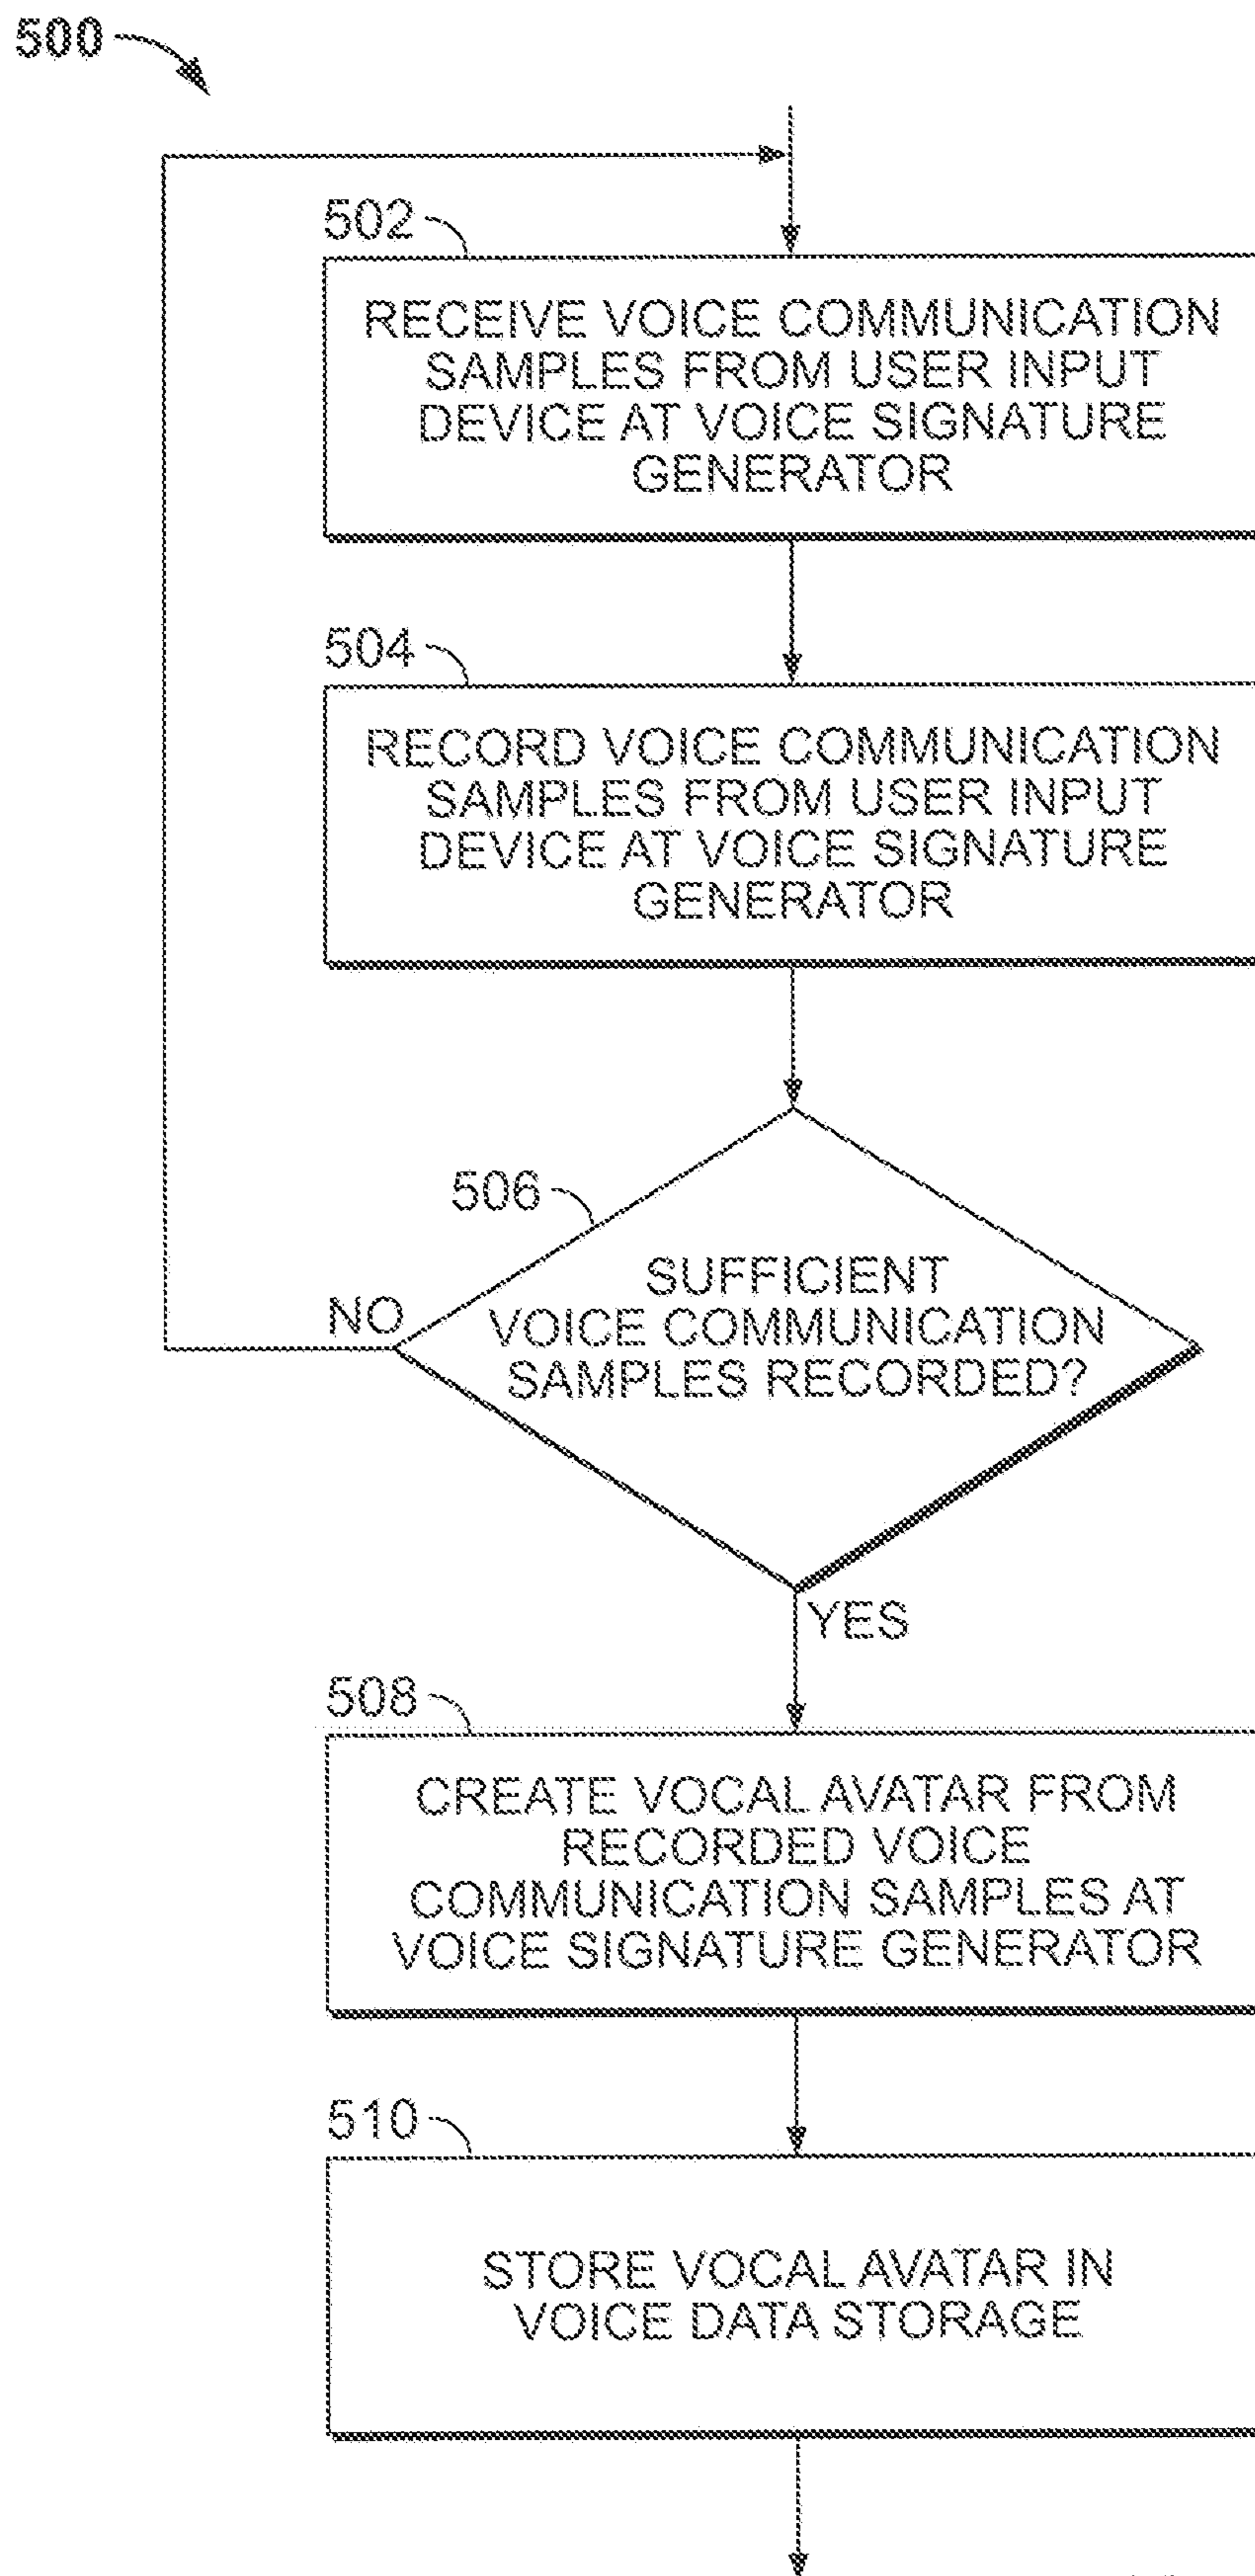 500
502
RECEIVE VOICE COMMUNICATION
SAMPLES FROM USER INPUT
DEVICE AT VOICE SIGNATURE
GENERATOR
504
RECORD VOICE COMMUNICATION
SAMPLES FROM USER INPUT
DEVICE AT VOICE SIGNATURE
GENERATOR
506
SUFFICIENT
VOICE COMMUNICATION
SAMPLES RECORDED?
NO
YES
508
CREATE VOCAL AVATAR FROM
RECORDED VOICE
COMMUNICATION SAMPLES AT
VOICE SIGNATURE GENERATOR
510
STORE VOCAL AVATAR IN
VOICE DATA STORAGE